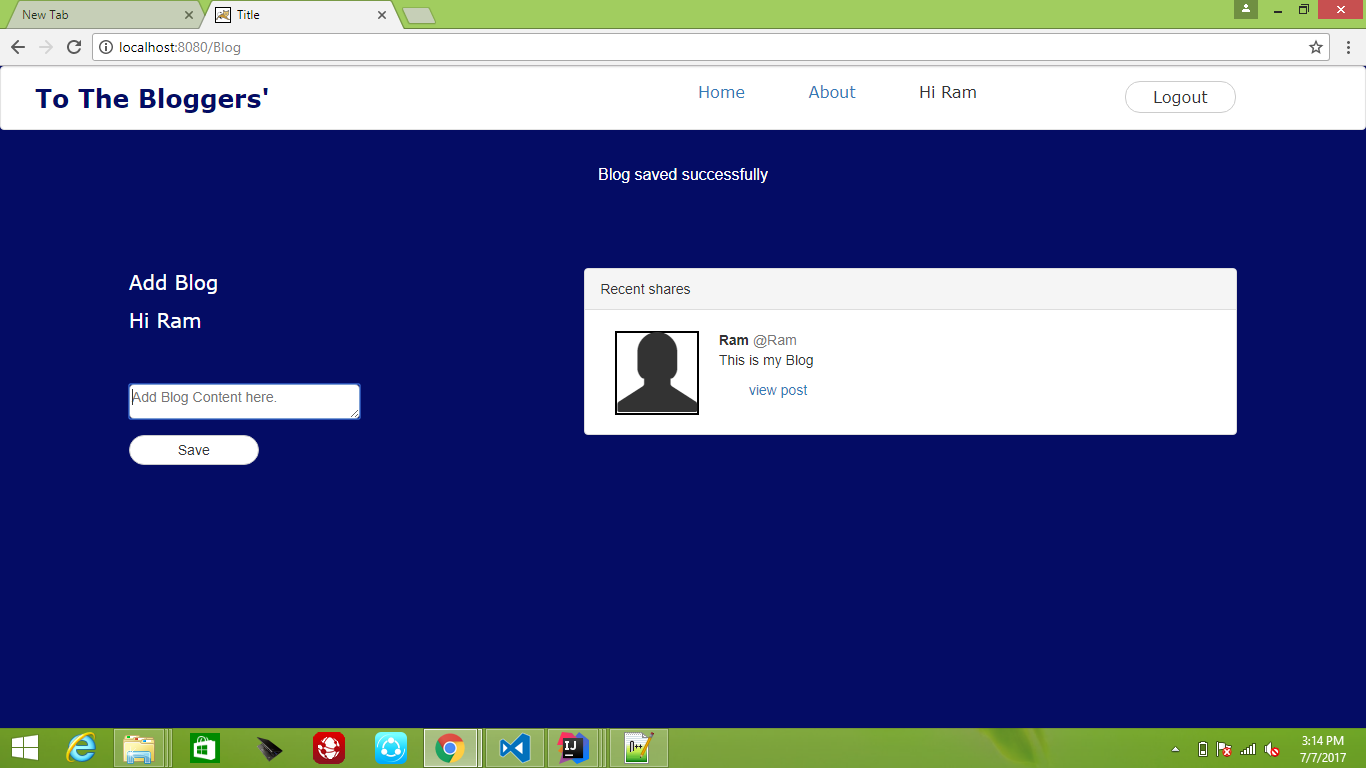 New Tab
Title
localhost:8080/Blog
To The Bloggers' Home About Hi Ram Logout
Blog saved successfully
Add Blog
Hi Ram
Add Blog Content here.
Save
Recent shares
Ram @Ram
This is my Blog
view post
IJ
3:14 PM
7/7/2017